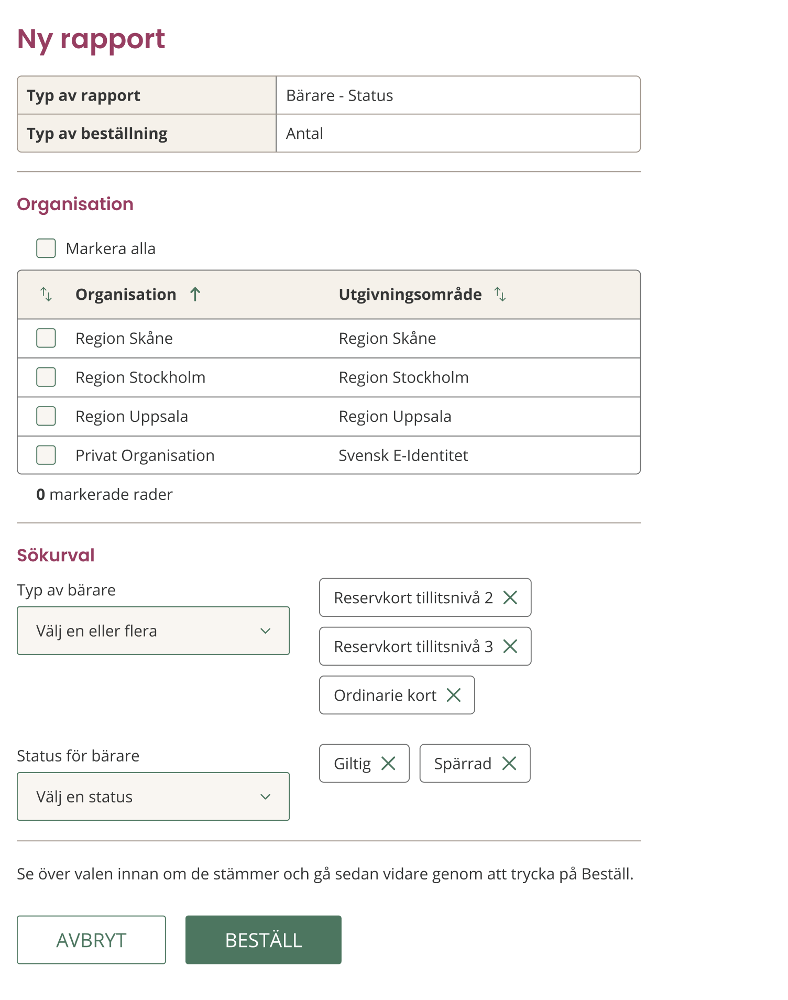 Ny rapport
Typ av rapport Bärare - Status
Typ av beställning Antal
Organisation
Markera alla
Organisation Utgivningsområde
Region Skåne Region Skåne
Region Stockholm Region Stockholm
Region Uppsala Region Uppsala
Privat Organisation Svensk E-Identitet
0 markerade rader
Sökurval
Typ av bärare
Välj en eller flera
Reservkort tillitsnivå 2
Reservkort tillitsnivå 3
Ordinarie kort
Status för bärare
Välj en status
Giltig Spärrad
Se över valen innan om de stämmer och gå sedan vidare genom att trycka på Beställ.
AVBRYT BESTÄLL